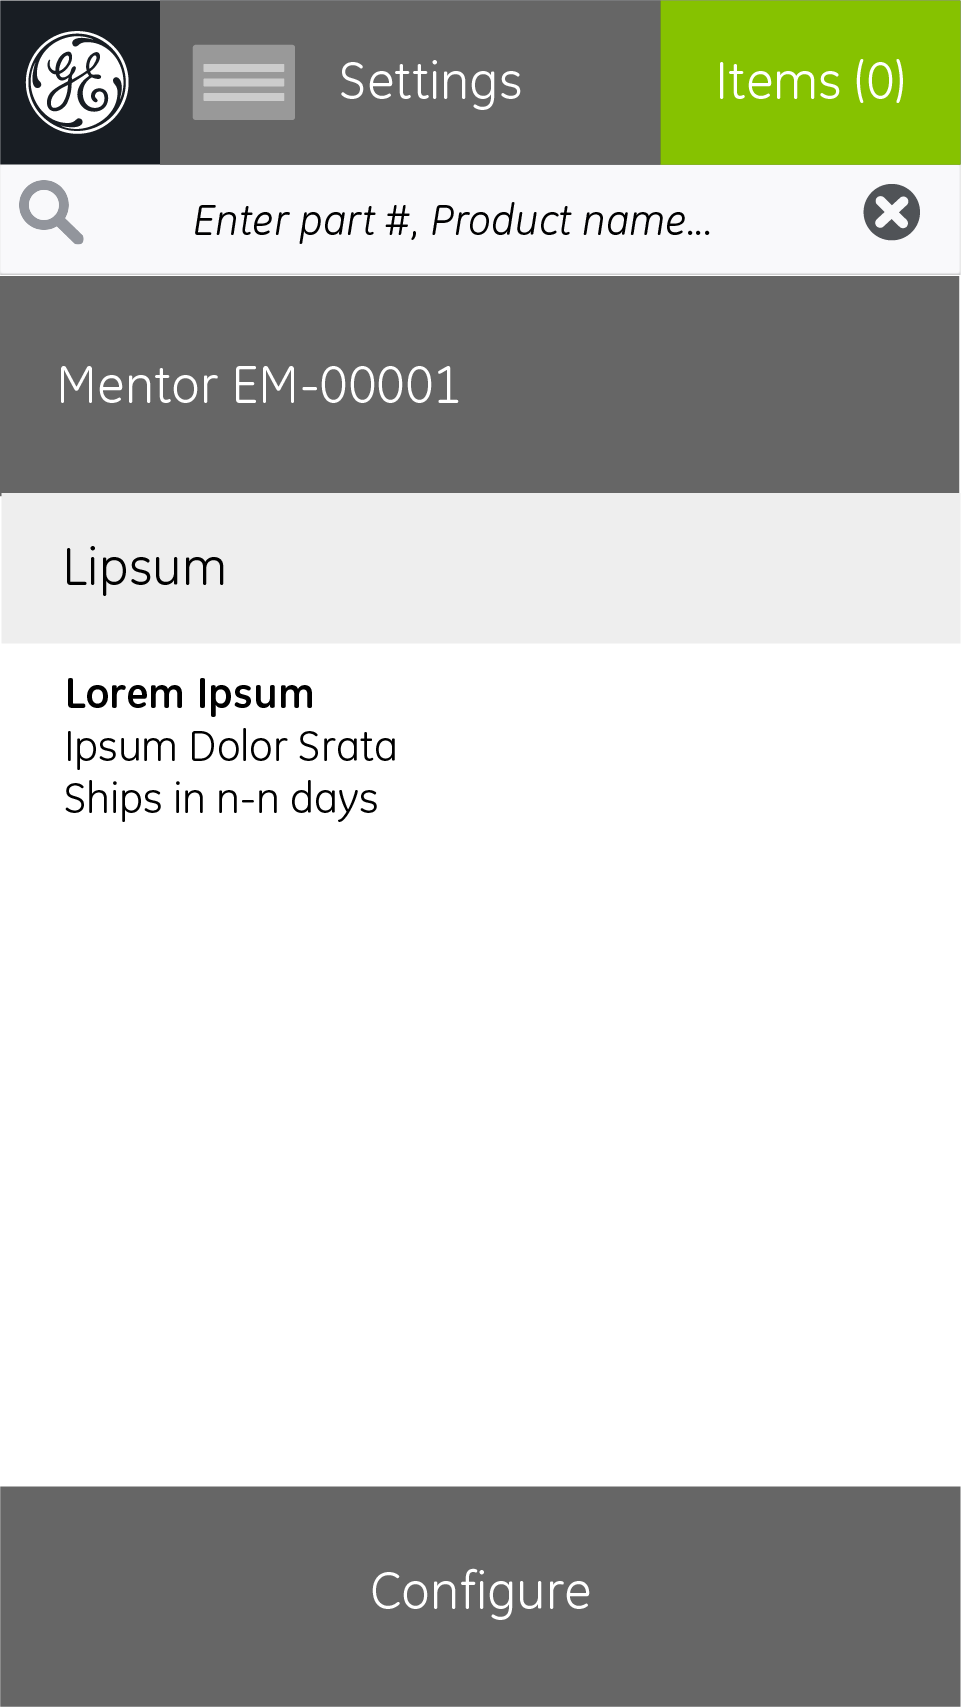 GE
Settings
Items (0)
Enter part #, Product name...
Mentor EM-00001
Lipsum
Lorem Ipsum
Ipsum Dolor Srata
Ships in n-n days
Configure